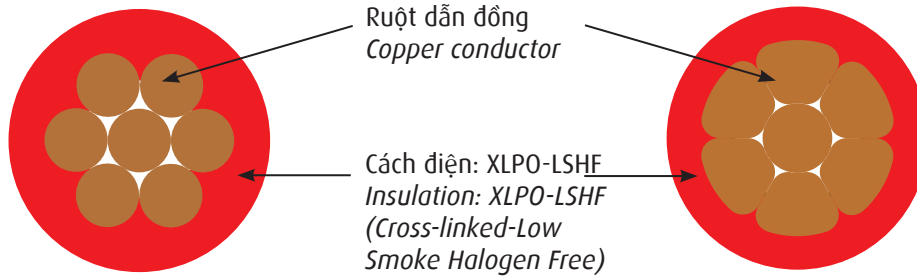 Ruột dẫn đồng
Copper conductor
Cách điện: XLPO-LSHF
Insulation: XLPO-LSHF
(Cross-linked-Low
Smoke Halogen Free)